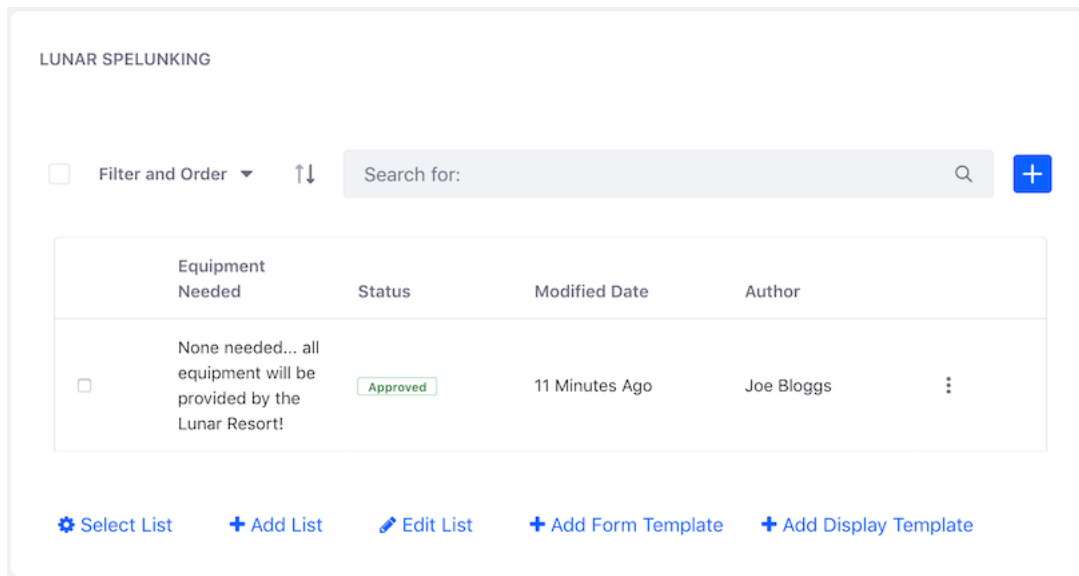 LUNAR SPELUNKING
Filter and Order
Search for:
Equipment
Needed
Status
Modified Date
Author
None needed... all
equipment will be
provided by the
Lunar Resort!
Approved
11 Minutes Ago
Joe Bloggs
Select List
Add List
Edit List
Add Form Template
Add Display Template